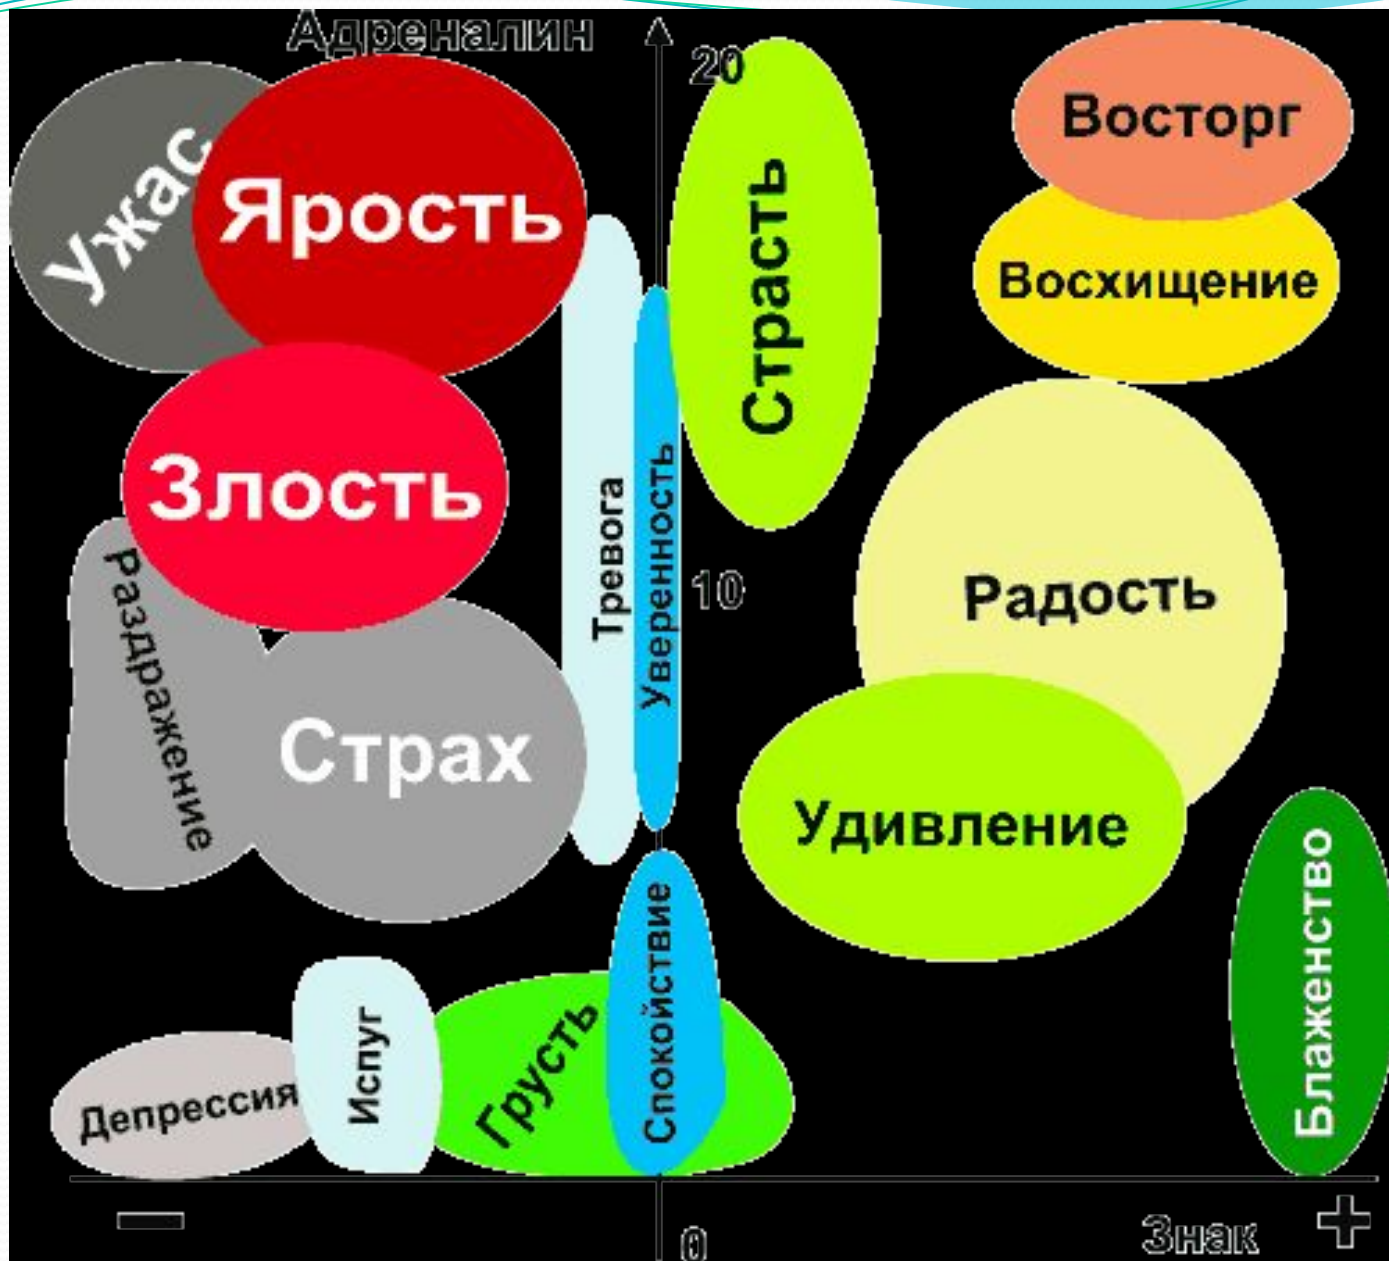 Адреналин
20
Ужас
Ярость
Страсть
Восторг
Восхищение
Злость
Тревога
Уверенность
10
Радость
Раздражение
Страх
Удивление
Блаженство
Депрессия
Испуг
Грусть
Спокойствие
−
0
Знак
+